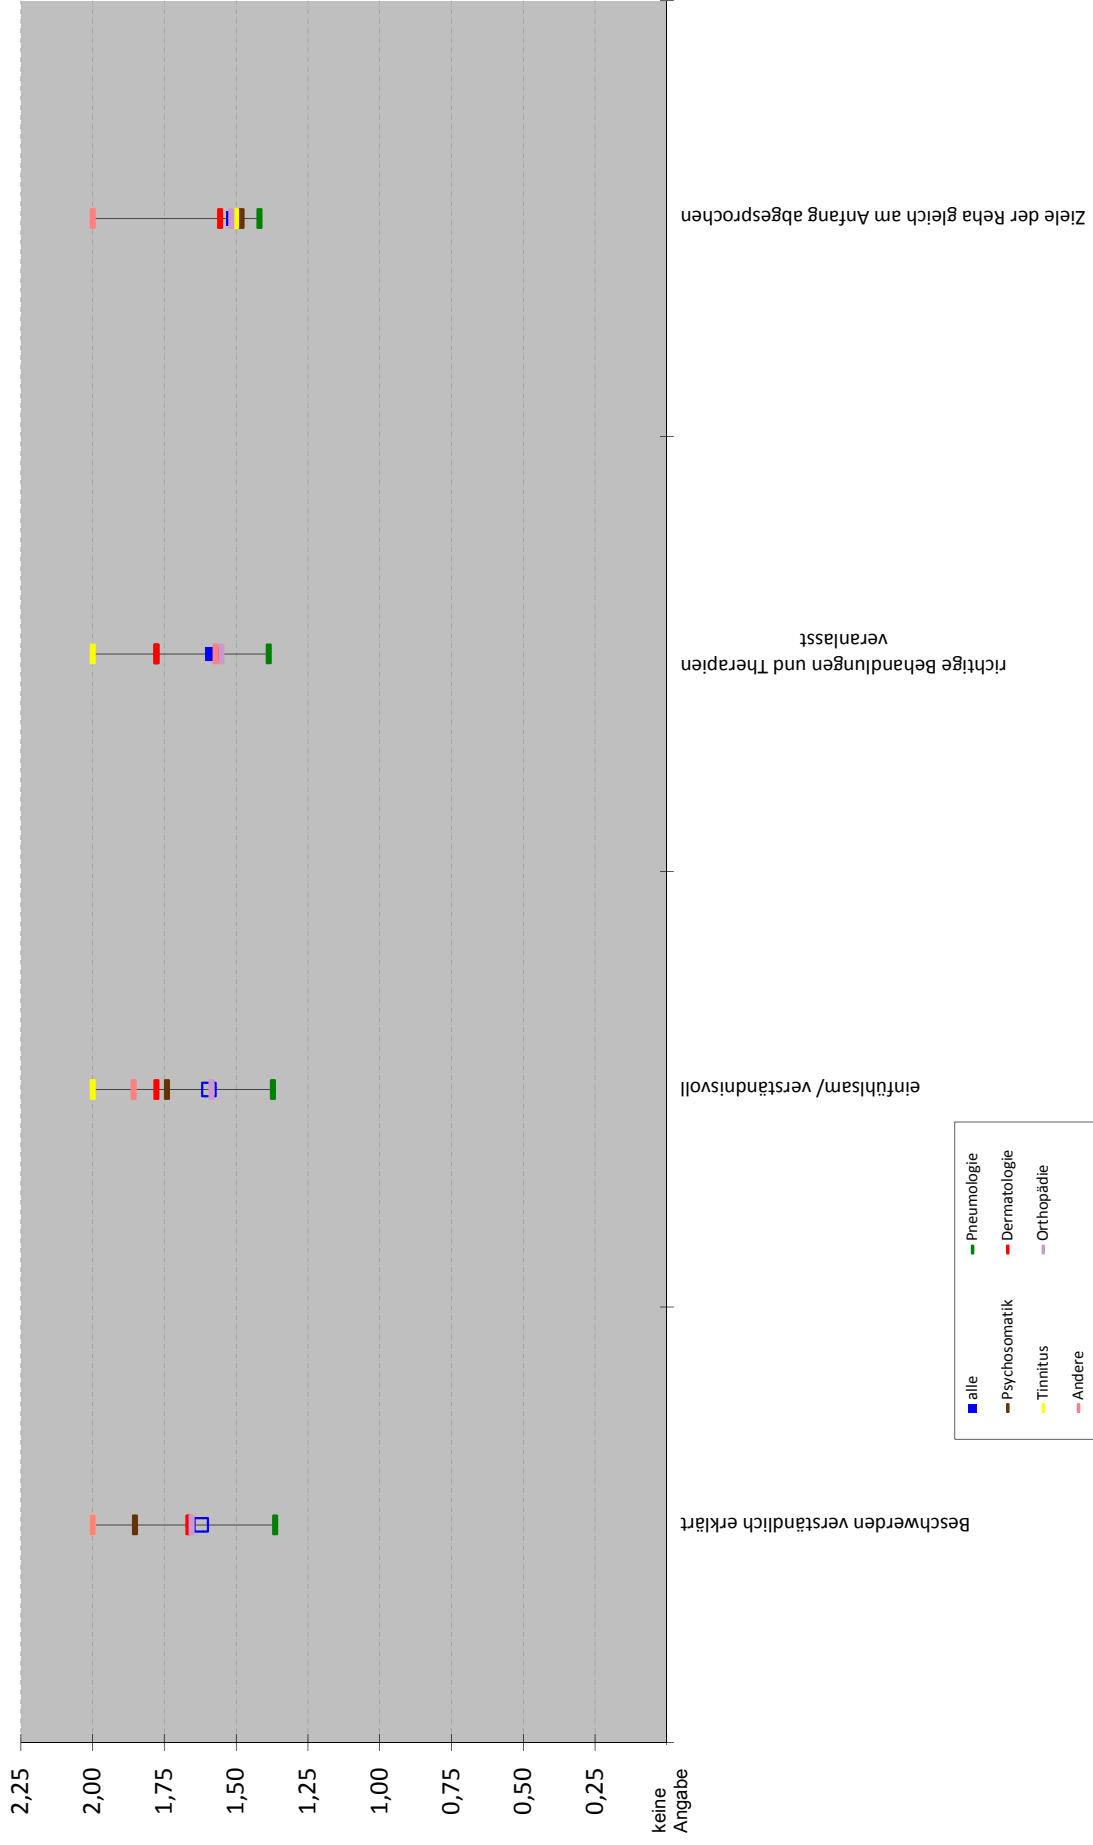 2,25
2,00
1,75
1,50
1,25
1,00
0,75
0,50
0,25
keine
Angabe
Beschwerden verständlich erklärt
einfühlsam/ verständnisvoll
richtige Behandlungen und Therapien
veranlasst
Ziele der Reha gleich am Anfang abgesprochen
alle
Pneumologie
Psychosomatik
Dermatologie
Tinnitus
Orthopädie
Andere